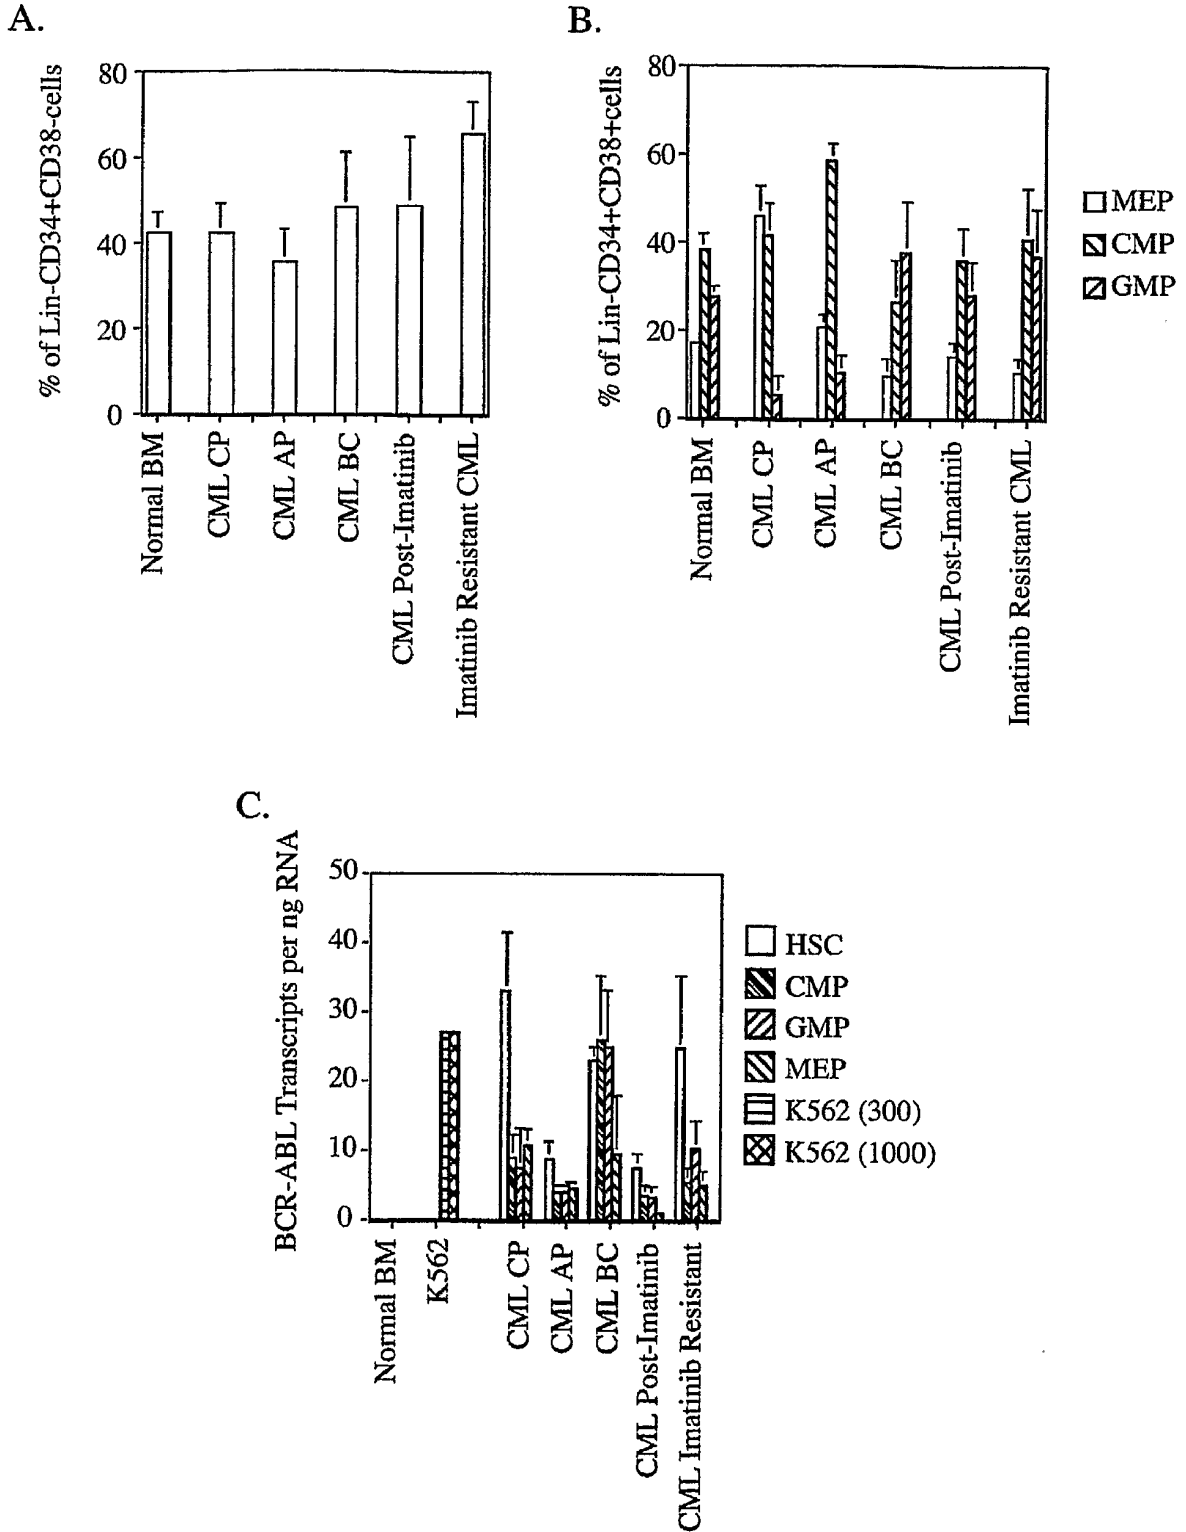 A.
% of Lin-CD34+CD38-cells
80
60
40
20
0
Normal BM
CML CP
CML AP
CML BC
CML Post-Imatinib
Imatinib Resistant CML
B.
% of Lin-CD34+CD38+cells
80
60
40
20
0
Normal BM
CML CP
CML AP
CML BC
CML Post-Imatinib
Imatinib Resistant CML
MEP
CMP
GMP
C.
BCR-ABL Transcripts per ng RNA
50
40
30
20
10
0
Normal BM
K562
CML CP
CML AP
CML BC
CML Post-Imatinib
CML Imatinib Resistant
HSC
CMP
GMP
MEP
K562 (300)
K562 (1000)